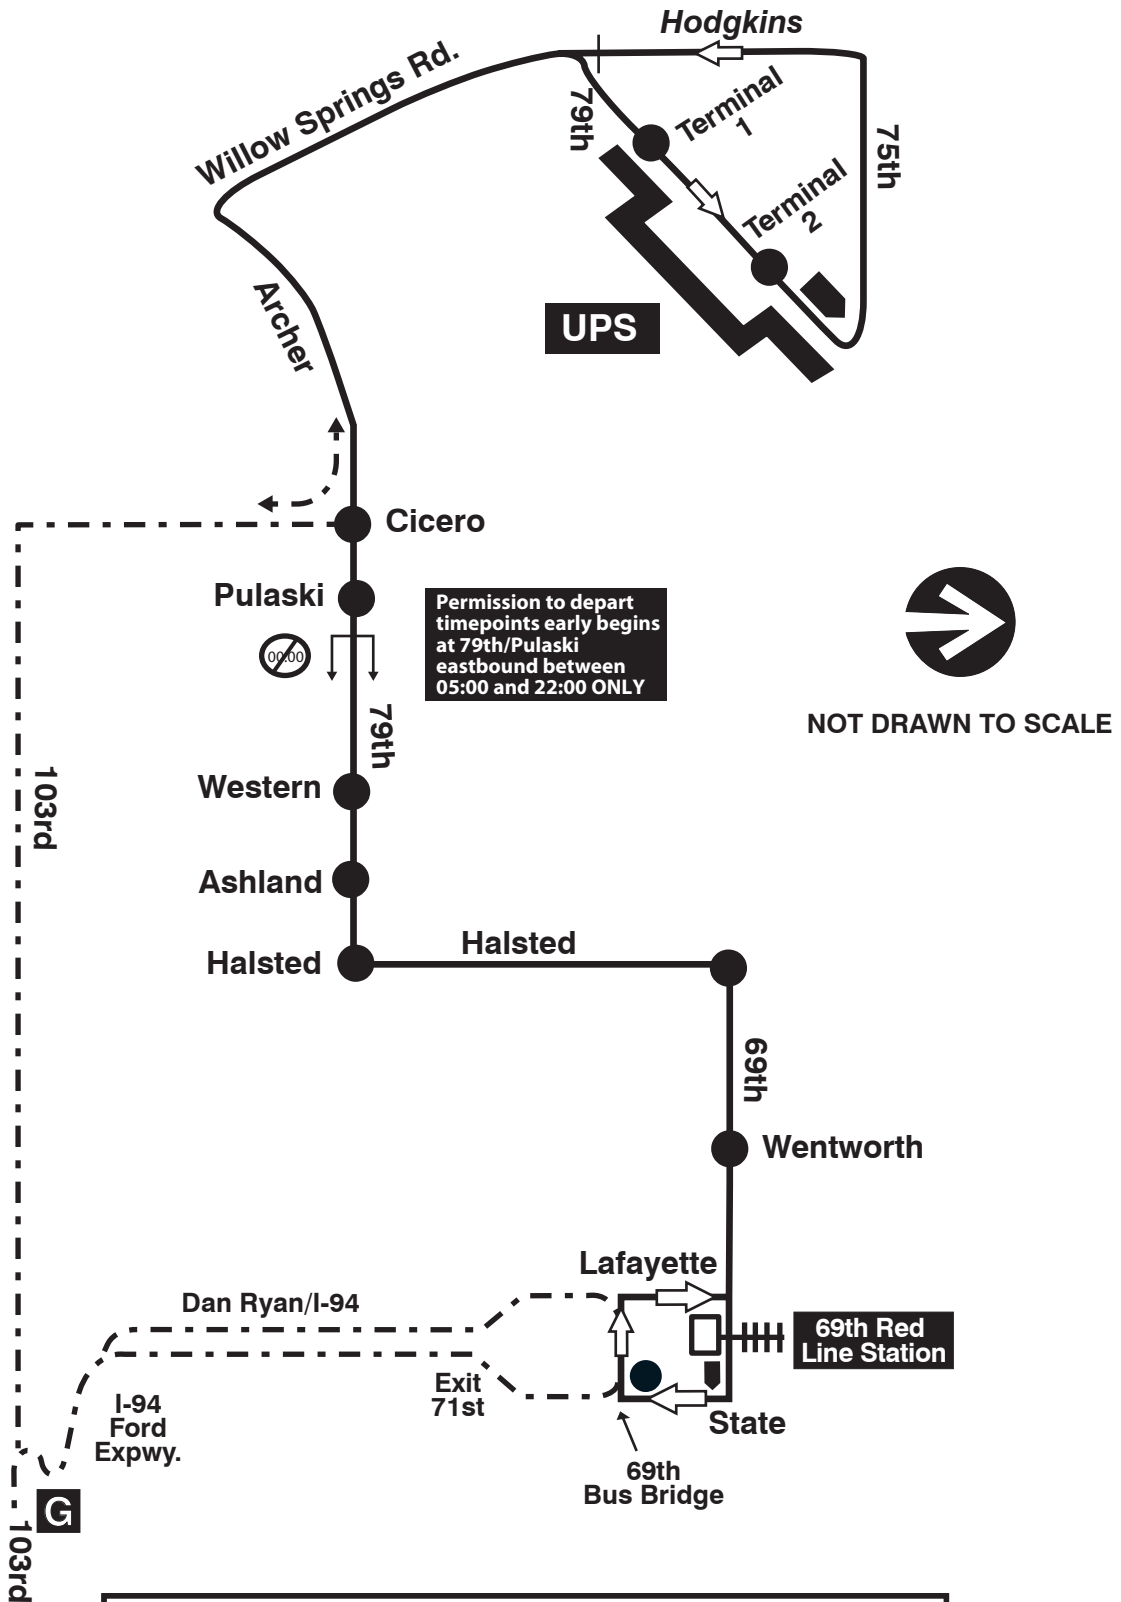 Hodgkins
Willow Springs Rd.
79th
Terminal
1
75th
Terminal
2
UPS
Archer
Cicero
Pulaski
00:00
Permission to depart
timepoints early begins
at 79th/Pulaski
eastbound between
05:00 and 22:00 ONLY
NOT DRAWN TO SCALE
79th
103rd
Western
Ashland
Halsted
Halsted
69th
Wentworth
Lafayette
Dan Ryan/I-94
69th Red
Line Station
Exit
71st
I-94
Ford
Expwy.
State
69th
Bus Bridge
G
103rd